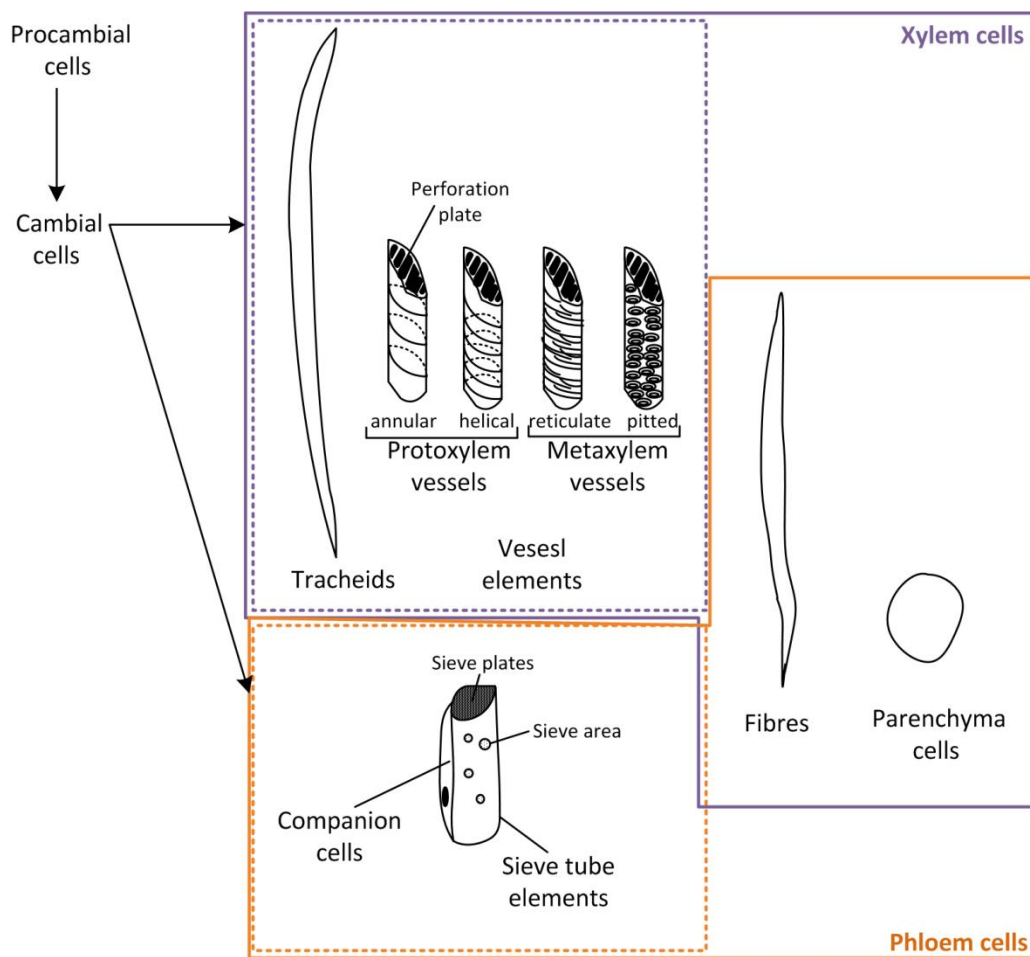 Procambial
cells
Cambial
cells
Xylem cells
Perforation
plate
annular
helical
reticulate
pitted
Protoxylem
vessels
Metaxylem
vessels
Tracheids
Vesesl
elements
Fibres
Parenchyma
cells
Sieve plates
Sieve area
Companion
cells
Sieve tube
elements
Phloem cells